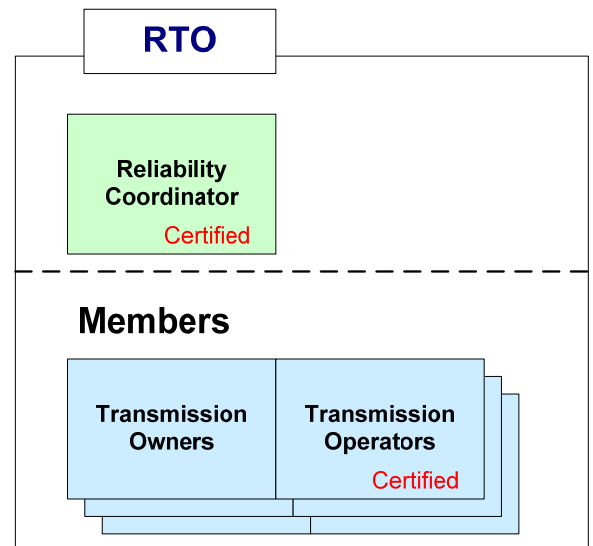 RTO
Reliability
Coordinator
Certified
Members
Transmission
Owners
Transmission
Operators
Certified